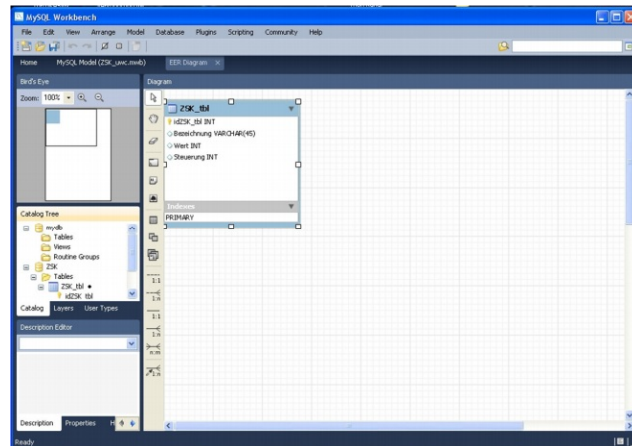 MySQL Workbench
File Edit View Arrange Model Database Plugins Scripting Community Help
Home MySQL Model (ZSK_uwc.mwb) EER Diagram
Bird's Eye
Zoom: 100%
Catalog Tree
mydb
Tables
Views
Routine Groups
ZSK
Tables
ZSK_tbl
idZSK_tbl
Catalog Layers User Types
Description Editor
Description Properties H
Ready
Diagram
1:1
1:n
1:1
1:n
n:m
1:n
ZSK_tbl
idZSK_tbl INT
Bezeichnung VARCHAR(45)
Wert INT
Steuerung INT
Indexes
PRIMARY